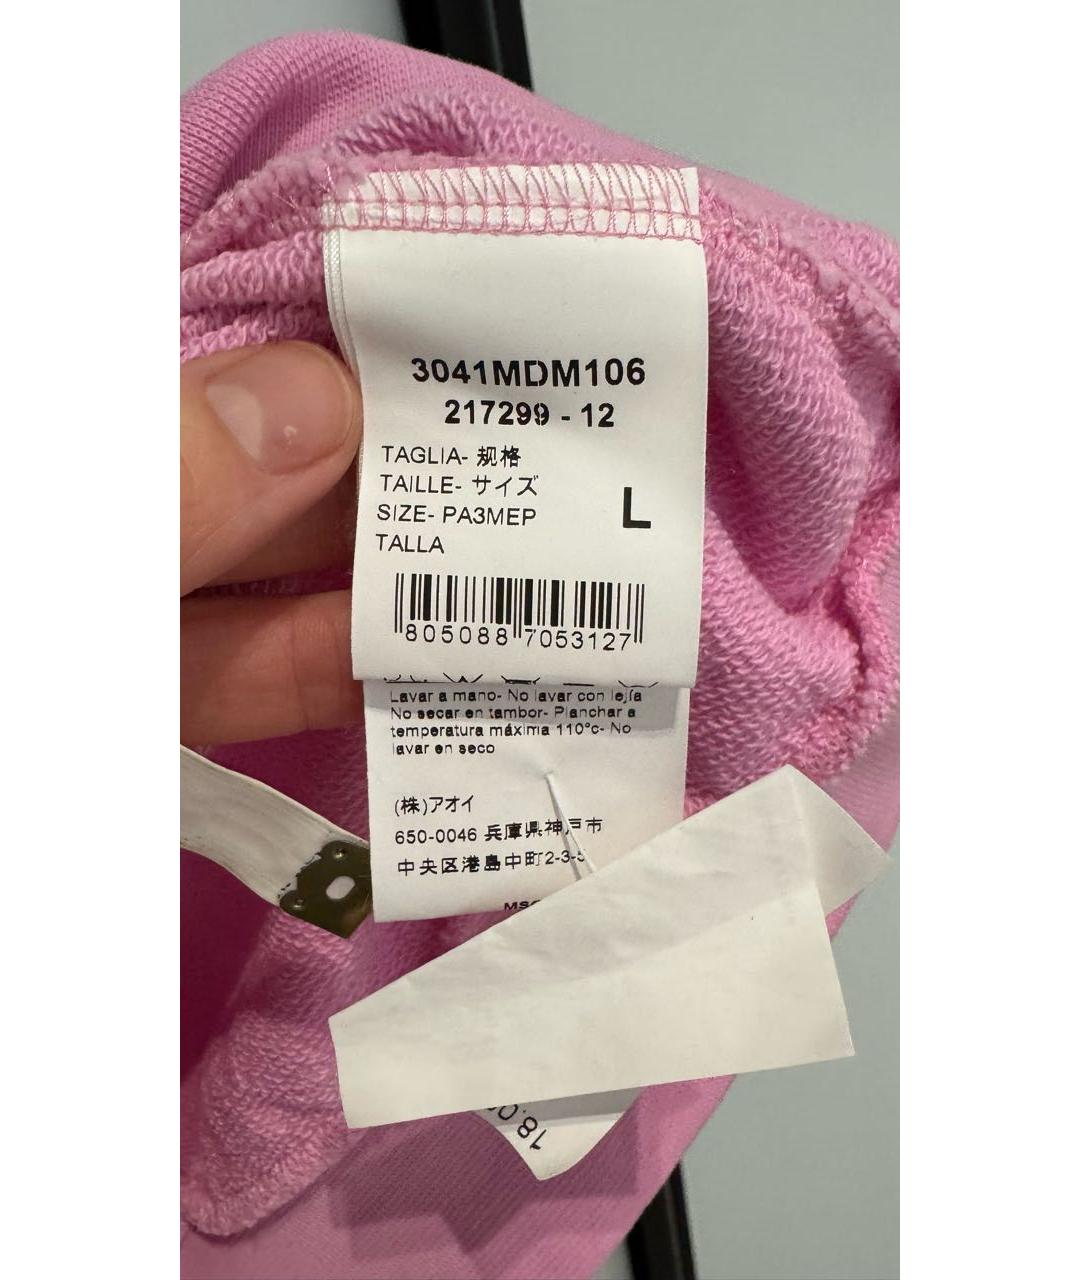 3041MDM106
217299 - 12
TAGLIA- 规格
TAILLE- サイズ
SIZE- PA3MEP
TALLA
L
805088 7053127
Lavar a mano- No lavar con lejía
No secar en tambor- Planchar a
temperatura máxima 110°c- No
lavar en seco
(株)アオイ
650-0046 兵庫県神戸市
中央区港島中町2-3-
18.0